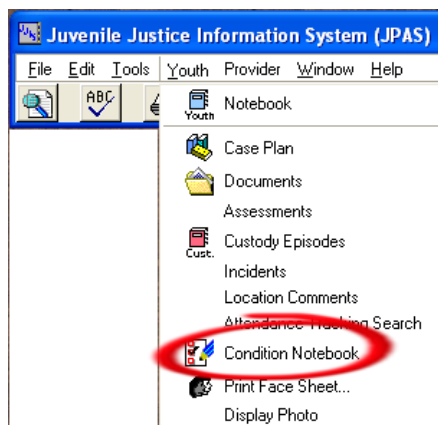 Juvenile Justice Information System (JPAS)
File Edit Tools Youth Provider Window Help
ABC
Youth Notebook
Case Plan
Documents
Assessments
Cust. Custody Episodes
Incidents
Location Comments
Attendance Tracking Search
Condition Notebook
Print Face Sheet...
Display Photo